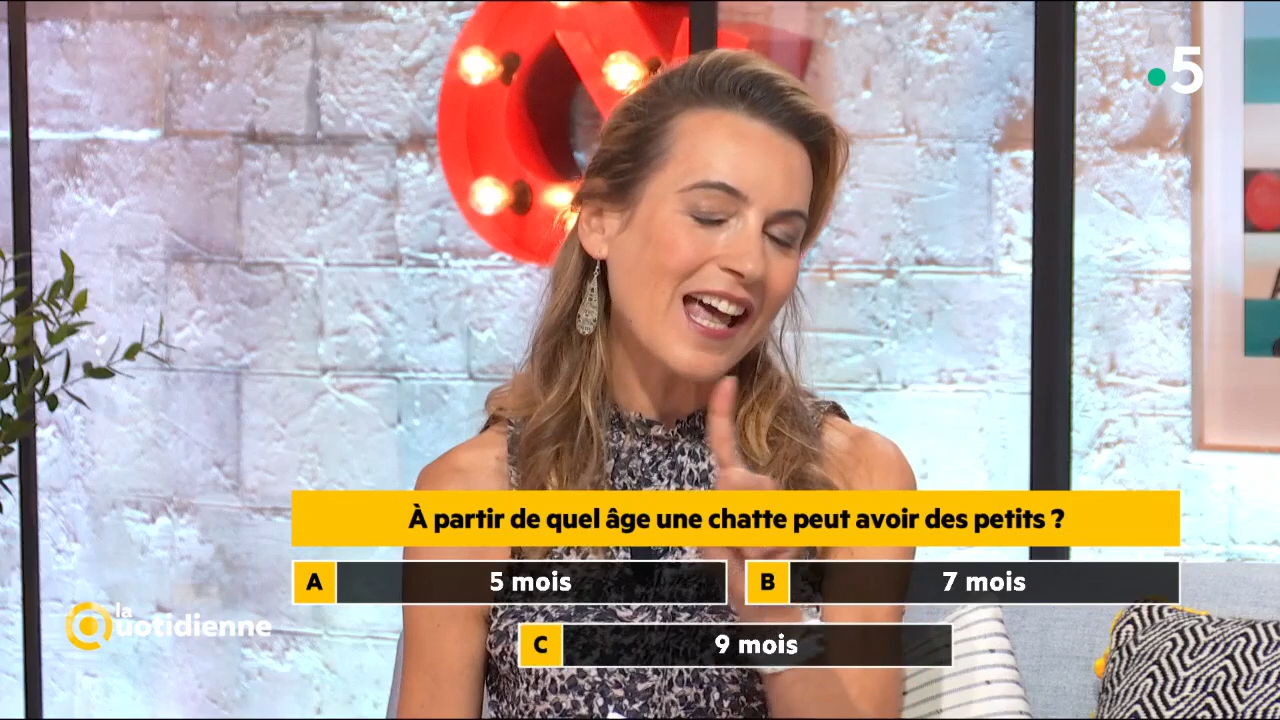 5
À partir de quel âge une chatte peut avoir des petits ?
A 5 mois
B 7 mois
C 9 mois
la
Quotidienne